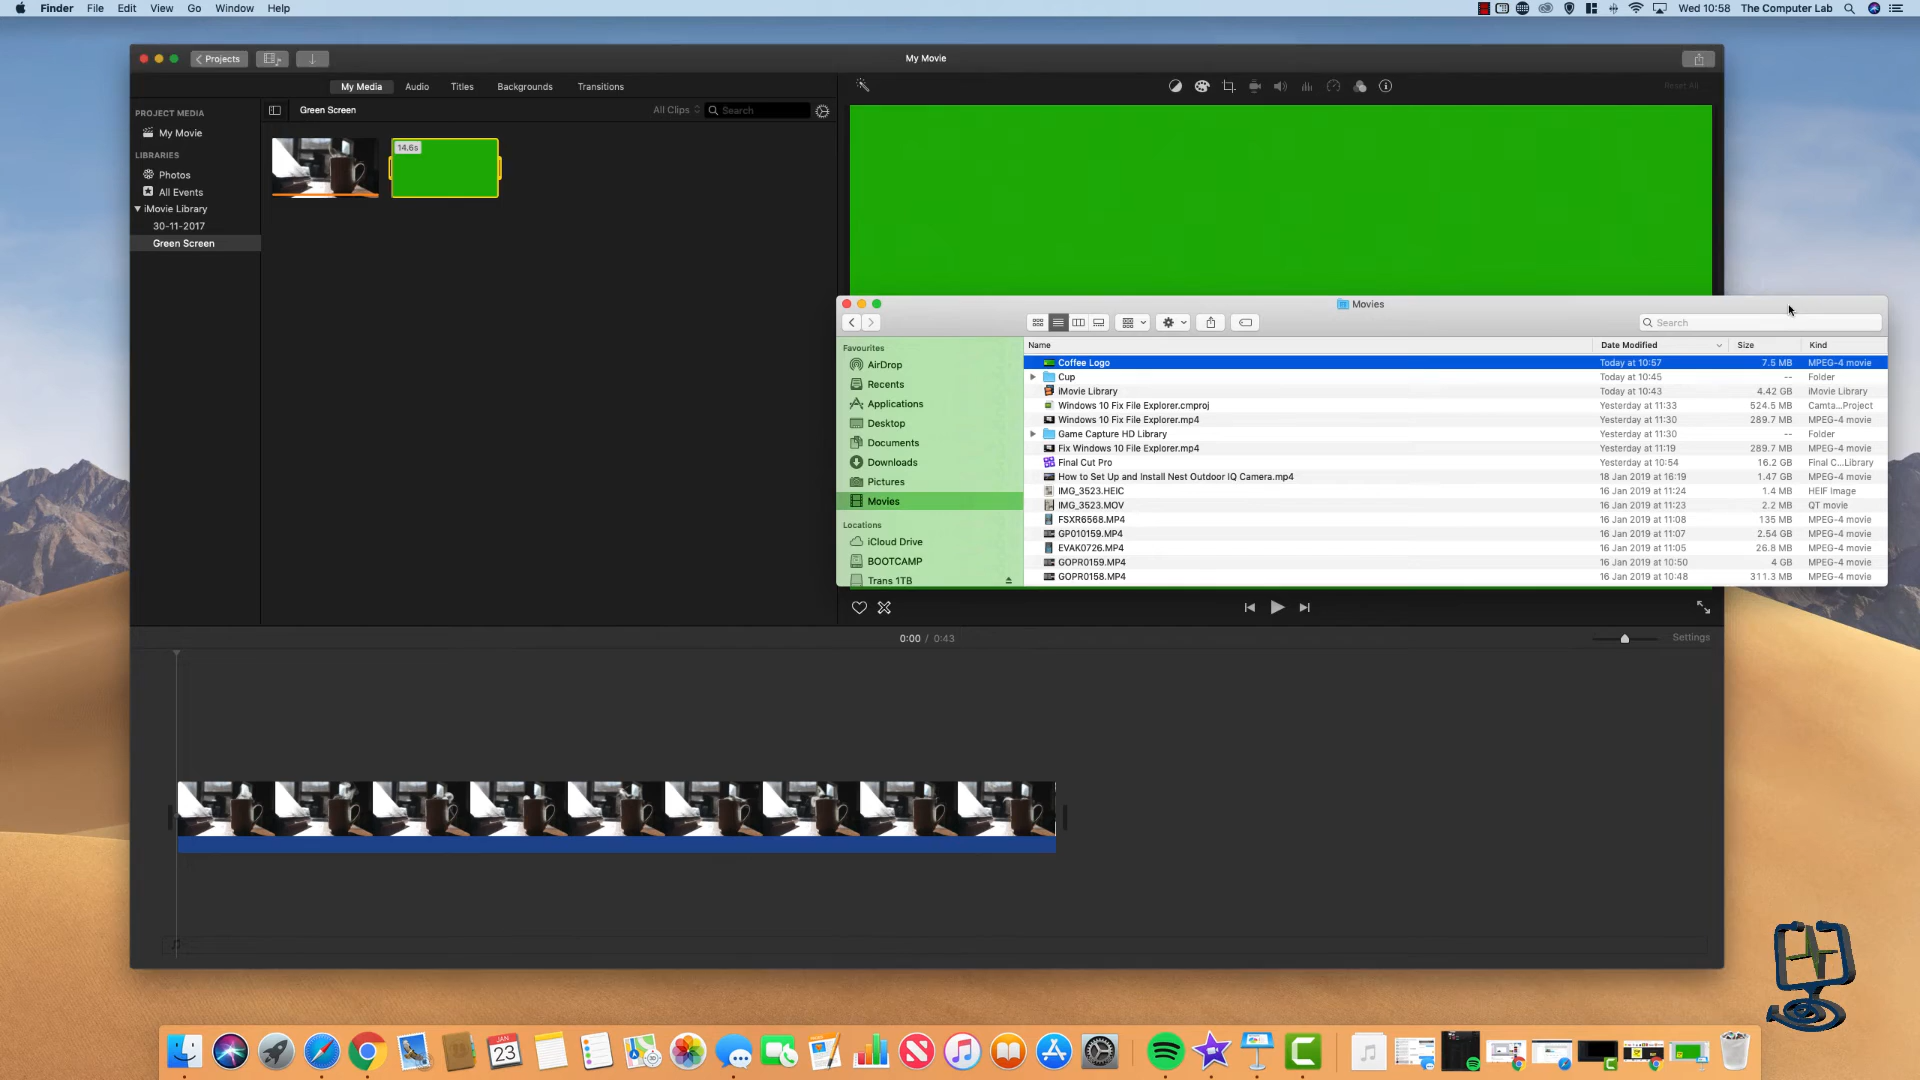 Finder File Edit View Go Window Help Wed 10:58 The Computer Lab
Projects My Movie
My Media Audio Titles Backgrounds Transitions Reset All
PROJECT MEDIA
My Movie
LIBRARIES
Photos
All Events
iMovie Library
30-11-2017
Green Screen
Green Screen All Clips Search
14.6s
Movies
Search
Favourites
AirDrop
Recents
Applications
Desktop
Documents
Downloads
Pictures
Movies
Locations
iCloud Drive
BOOTCAMP
Trans 1TB
Name Date Modified Size Kind
Coffee Logo Today at 10:57 7.5 MB MPEG-4 movie
Cup Today at 10:45 -- Folder
iMovie Library Today at 10:43 4.42 GB iMovie Library
Windows 10 Fix File Explorer.cmproj Yesterday at 11:33 524.5 MB Camta...Project
Windows 10 Fix File Explorer.mp4 Yesterday at 11:30 289.7 MB MPEG-4 movie
Game Capture HD Library Yesterday at 11:30 -- Folder
Fix Windows 10 File Explorer.mp4 Yesterday at 11:19 289.7 MB MPEG-4 movie
Final Cut Pro Yesterday at 10:54 16.2 GB Final C...Library
How to Set Up and Install Nest Outdoor IQ Camera.mp4 18 Jan 2019 at 16:19 1.47 GB MPEG-4 movie
IMG_3523.HEIC 16 Jan 2019 at 11:24 1.4 MB HEIF Image
IMG_3523.MOV 16 Jan 2019 at 11:23 2.2 MB QT movie
FSXR6568.MP4 16 Jan 2019 at 11:08 135 MB MPEG-4 movie
GP010159.MP4 16 Jan 2019 at 11:07 2.54 GB MPEG-4 movie
EVAK0726.MP4 16 Jan 2019 at 11:05 26.8 MB MPEG-4 movie
GOPR0159.MP4 16 Jan 2019 at 10:50 4 GB MPEG-4 movie
GOPR0158.MP4 16 Jan 2019 at 10:48 311.3 MB MPEG-4 movie
0:00 / 0:43 Settings
JAN
23